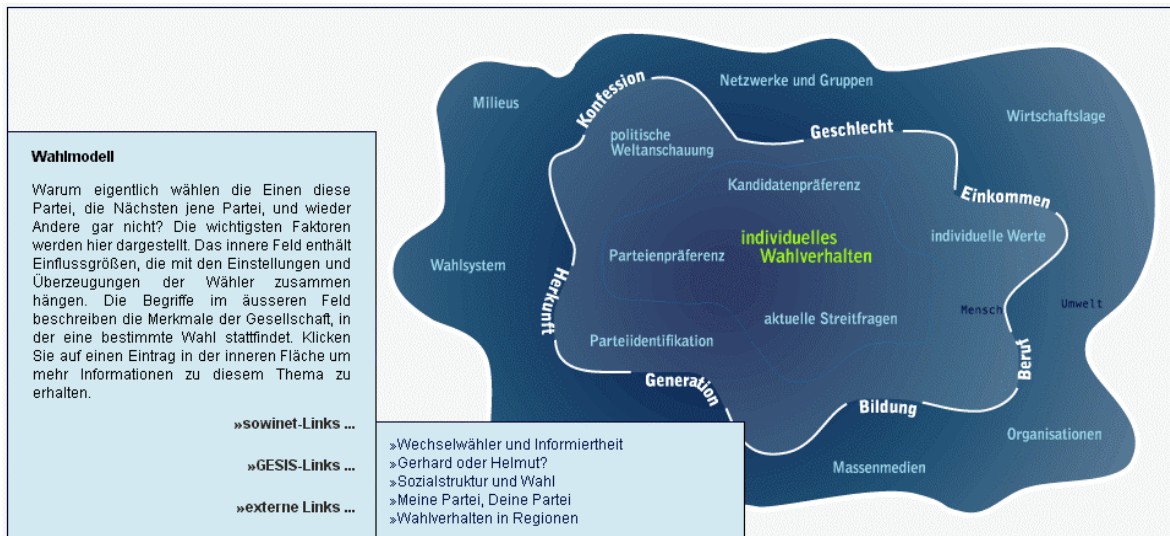 Wahlmodell
Warum eigentlich wählen die Einen diese
Partei, die Nächsten jene Partei, und wieder
Andere gar nicht? Die wichtigsten Faktoren
werden hier dargestellt. Das innere Feld enthält
Einflussgrößen, die mit den Einstellungen und
Überzeugungen der Wähler zusammen
hängen. Die Begriffe im äusseren Feld
beschreiben die Merkmale der Gesellschaft, in
der eine bestimmte Wahl stattfindet. Klicken
Sie auf einen Eintrag in der inneren Fläche um
mehr Informationen zu diesem Thema zu
erhalten.
»sowinet-Links ...
»GESIS-Links ...
»externe Links ...
»Wechselwähler und Informiertheit
»Gerhard oder Helmut?
»Sozialstruktur und Wahl
»Meine Partei, Deine Partei
»Wahlverhalten in Regionen
Milieus
Netzwerke und Gruppen
Wirtschaftslage
Konfession
Geschlecht
politische
Weltanschauung
Kandidatenpräferenz
Einkommen
individuelles
Wahlverhalten
individuelle Werte
Wahlsystem
Parteienpräferenz
Herkunft
Mensch
Umwelt
aktuelle Streitfragen
Parteiidentifikation
Beruf
Generation
Bildung
Organisationen
Massenmedien